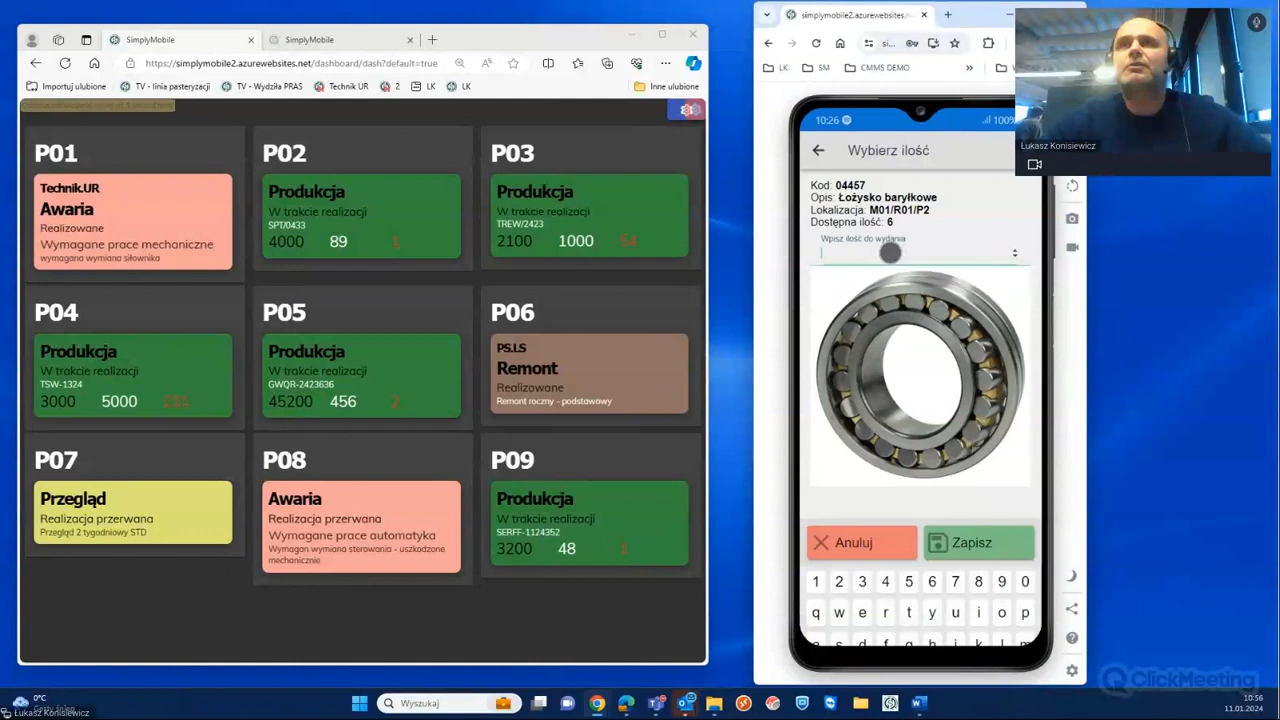 SimplyMobile
SimplyMobile
https://simplymobile2.azurewebsites.net/dashboard/dash?default=true
Importuj ulubione
TV - linia pasteryzacji
TV - Wydziła PRAS
Technik UR
2
LK
LK
Inne ulubione
P01
Technik.UR
Awaria
Realizowane
Wymagane prace mechaniczne
wymagana wymiana siłownika
P02
Produkcja
W trakcie realizacji
SPT/0433
4000 89 1
P03
Produkcja
W trakcie realizacji
TREW/2423
2100 1000 54
P04
Produkcja
W trakcie realizacji
TSW-1324
3000 5000 231
P05
Produkcja
W trakcie realizacji
GWQR-2423636
45200 456 2
P06
PS.LS
Remont
Realizowane
Remont roczny - podstawowy
P07
Przegląd
Realizacja przerwana
Przegląd 2 tygodniowy STD
P08
Awaria
Realizacja przerwana
Wymagane prace automatyka
Wymagan wymiana sterowania - uszkodzone
mechanicznie
P09
Produkcja
W trakcie realizacji
SERFF-1124352
3200 48 1
simplymobile2.azurewebsites.ne
si...
LK
SM
CMMS DEMO
10:26
100%
Wybierz ilość
Kod: 04457
Opis: Łożysko baryłkowe
Lokalizacja: M01/R01/P2
Dostępna ilość: 6
Wpisz ilość do wydania
Anuluj
Zapisz
1 2 3 4 5 6 7 8 9 0
q w e r t y u i o p
a s d f g h j k l
Łukasz Konisiewicz
ClickMeeting
0°C
Łukasz Konisiewicz
Wyszukaj
10:56
11.01.2024